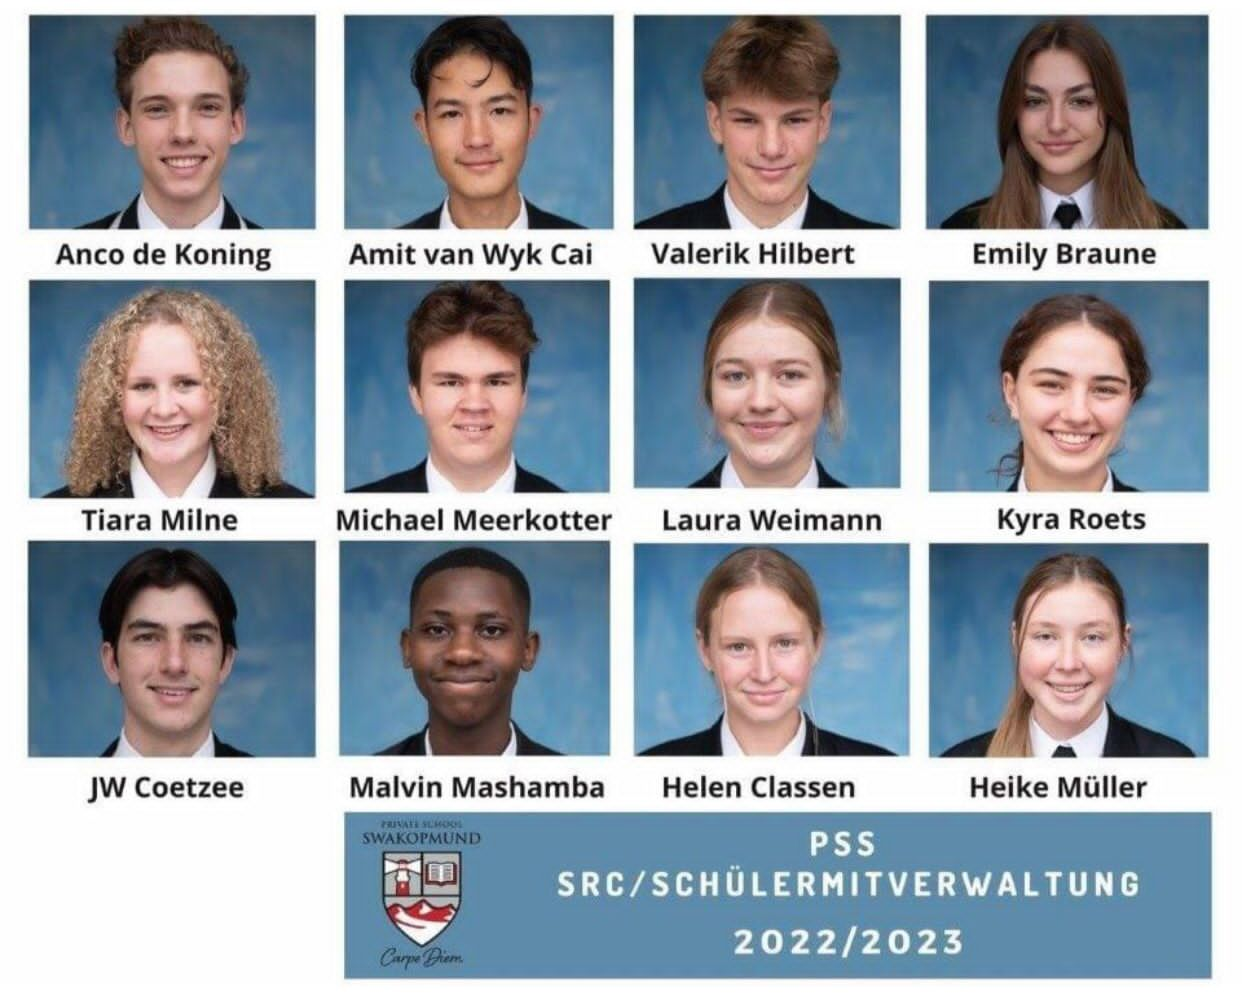 Anco de Koning
Amit van Wyk Cai
Valerik Hilbert
Emily Braune
Tiara Milne
Michael Meerkotter
Laura Weimann
Kyra Roets
JW Coetzee
Malvin Mashamba
Helen Classen
Heike Müller
PRIVATE SCHOOL
SWAKOPMUND
Carpe Diem
PSS
SRC/SCHÜLERMITVERWALTUNG
2022/2023